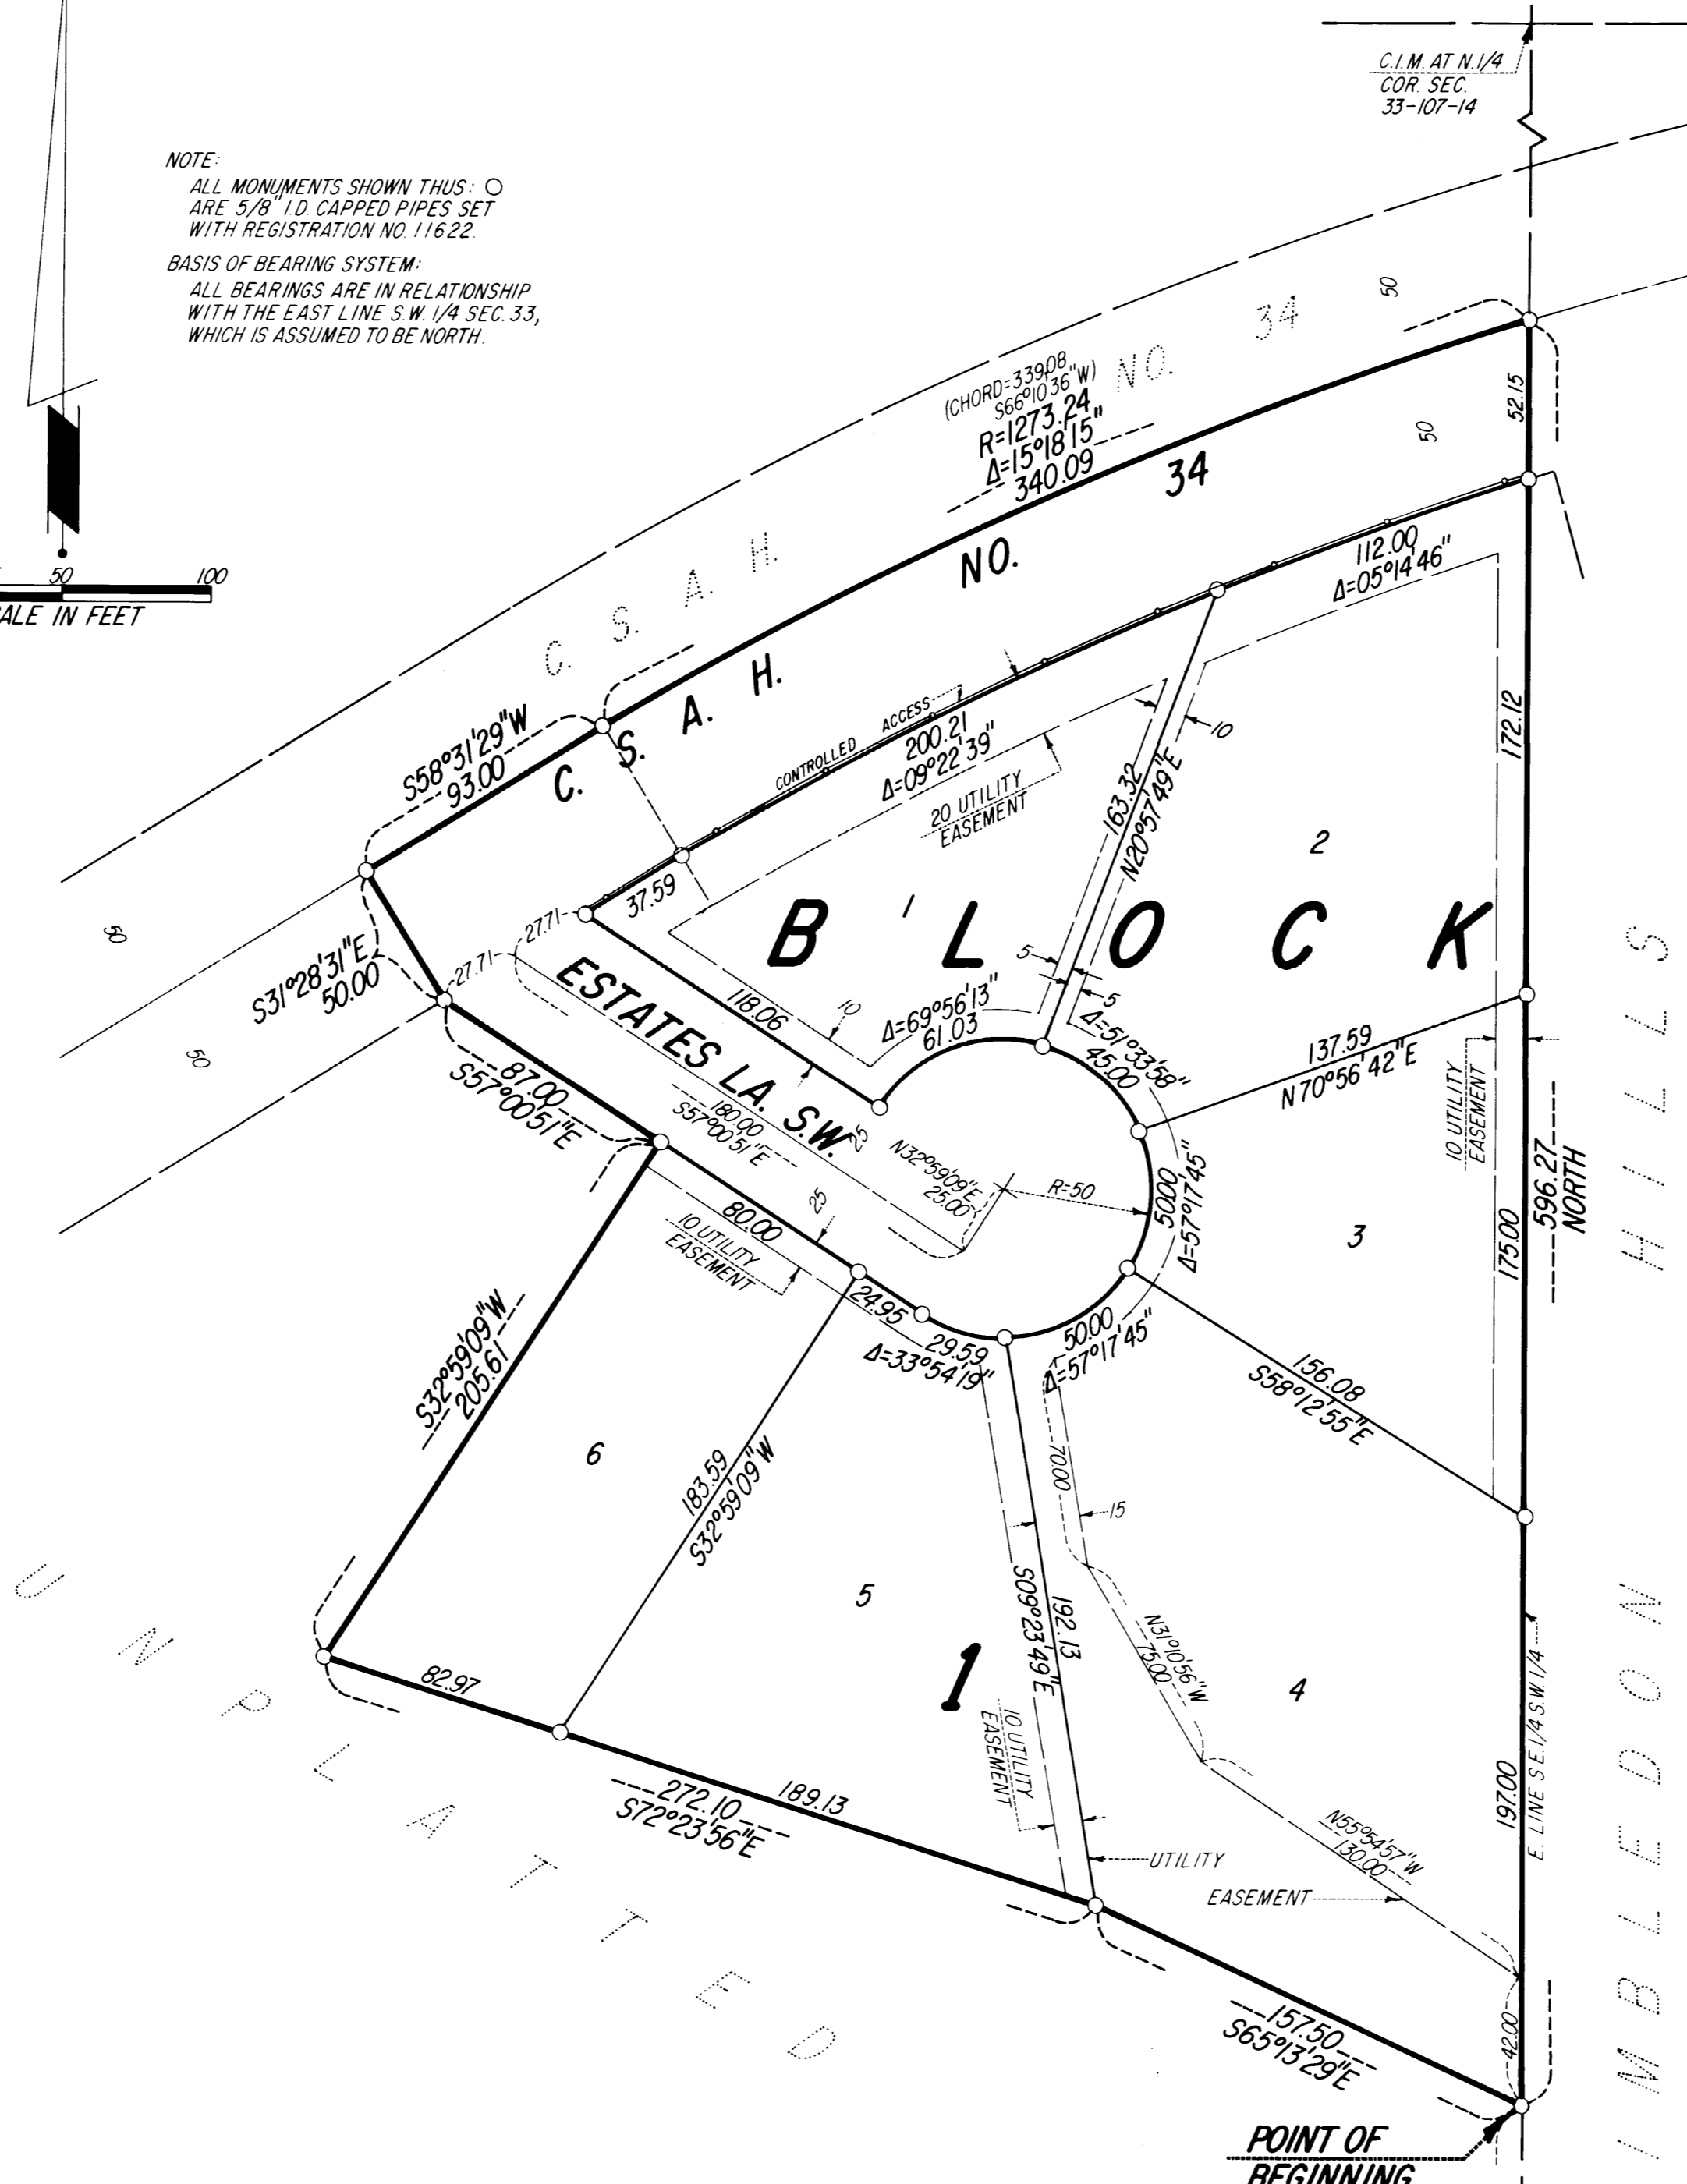 C.I.M. AT N.1/4
COR. SEC.
33-107-14
NOTE:
ALL MONUMENTS SHOWN THUS: O
ARE 5/8" I.D. CAPPED PIPES SET
WITH REGISTRATION NO. 11622.
BASIS OF BEARING SYSTEM:
ALL BEARINGS ARE IN RELATIONSHIP
WITH THE EAST LINE S.W. 1/4 SEC. 33,
WHICH IS ASSUMED TO BE NORTH.
50 100
SCALE IN FEET
C. S. A. H. NO. 34
50
(CHORD=339.08
S66°10'36"W)
R=1273.24
Δ=15°18'15"
340.09
50
52.15
C. S. A. H. NO. 34
S58°31'29"W
93.00
112.00
Δ=05°14'46"
CONTROLLED ACCESS
200.21
Δ=09°22'39"
20 UTILITY
EASEMENT
10
163.32
N20°57'49"E
172.12
2
37.59
27.71
27.71
50
50
S31°28'31"E
50.00
BLOCK
1
118.06
10
Δ=69°56'13"
61.03
5
5
Δ=51°33'58"
45.00
137.59
N70°56'42"E
10 UTILITY
EASEMENT
ESTATES LA. S.W.
87.00
S57°00'51"E
180.00
S57°00'51"E
25
N32°59'09"E
25.00
R=50
50.00
Δ=57°17'45"
3
175.00
596.27
NORTH
80.00
25
10 UTILITY
EASEMENT
24.95
29.59
Δ=33°54'19"
50.00
Δ=57°17'45"
156.08
S58°12'55"E
S32°59'09"W
205.61
6
183.59
S32°59'09"W
70.00
15
5
1
192.13
S09°23'49"E
N31°10'56"W
75.00
4
82.97
272.10
S72°23'56"E
189.13
10 UTILITY
EASEMENT
UTILITY
EASEMENT
N55°54'57"W
130.00
197.00
E. LINE S.E.1/4 S.W.1/4
42.00
157.50
S65°13'29"E
UNPLATTED
IMBLEDON HILLS
POINT OF
BEGINNING